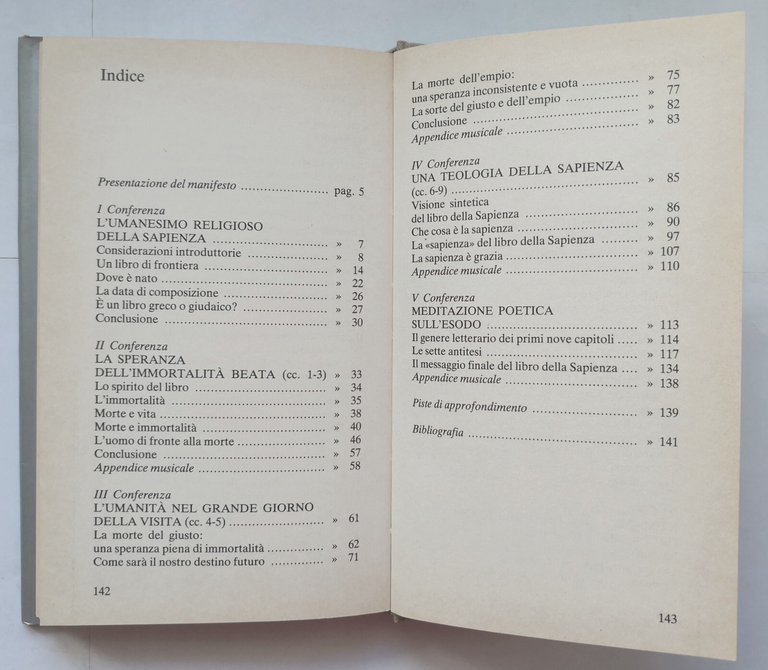 Indice
Presentazione del manifesto ........................ pag. 5
I Conferenza
L'UMANESIMO RELIGIOSO
DELLA SAPIENZA ................................ » 7
Considerazioni introduttorie ........................ » 8
Un libro di frontiera ................................ » 14
Dove è nato ........................................ » 22
La data di composizione ............................ » 26
È un libro greco o giudaico? ........................ » 27
Conclusione ........................................ » 30
II Conferenza
LA SPERANZA
DELL'IMMORTALITÀ BEATA (cc. 1-3) » 33
Lo spirito del libro ................................ » 34
L'immortalità ...................................... » 35
Morte e vita ........................................ » 38
Morte e immortalità ................................ » 40
L'uomo di fronte alla morte ........................ » 46
Conclusione ........................................ » 57
Appendice musicale ................................ » 58
III Conferenza
L'UMANITÀ NEL GRANDE GIORNO
DELLA VISITA (cc. 4-5) ............................ » 61
La morte del giusto:
una speranza piena di immortalità ................ » 62
Come sarà il nostro destino futuro .............. » 71
142
La morte dell'empio:
una speranza inconsistente e vuota .............. » 75
La sorte del giusto e dell'empio .................. » 77
Conclusione ........................................ » 82
Appendice musicale ................................ » 83
IV Conferenza
UNA TEOLOGIA DELLA SAPIENZA
(cc. 6-9) ............................................ » 85
Visione sintetica
del libro della Sapienza ............................ » 86
Che cosa è la sapienza .............................. » 90
La «sapienza» del libro della Sapienza .......... » 97
La sapienza è grazia ................................ » 107
Appendice musicale ................................ » 110
V Conferenza
MEDITAZIONE POETICA
SULL'ESODO ...................................... » 113
Il genere letterario dei primi nove capitoli ..... » 114
Le sette antitesi .................................... » 117
Il messaggio finale del libro della Sapienza .... » 134
Appendice musicale ................................ » 138
Piste di approfondimento .......................... » 139
Bibliografia ........................................ » 141
143